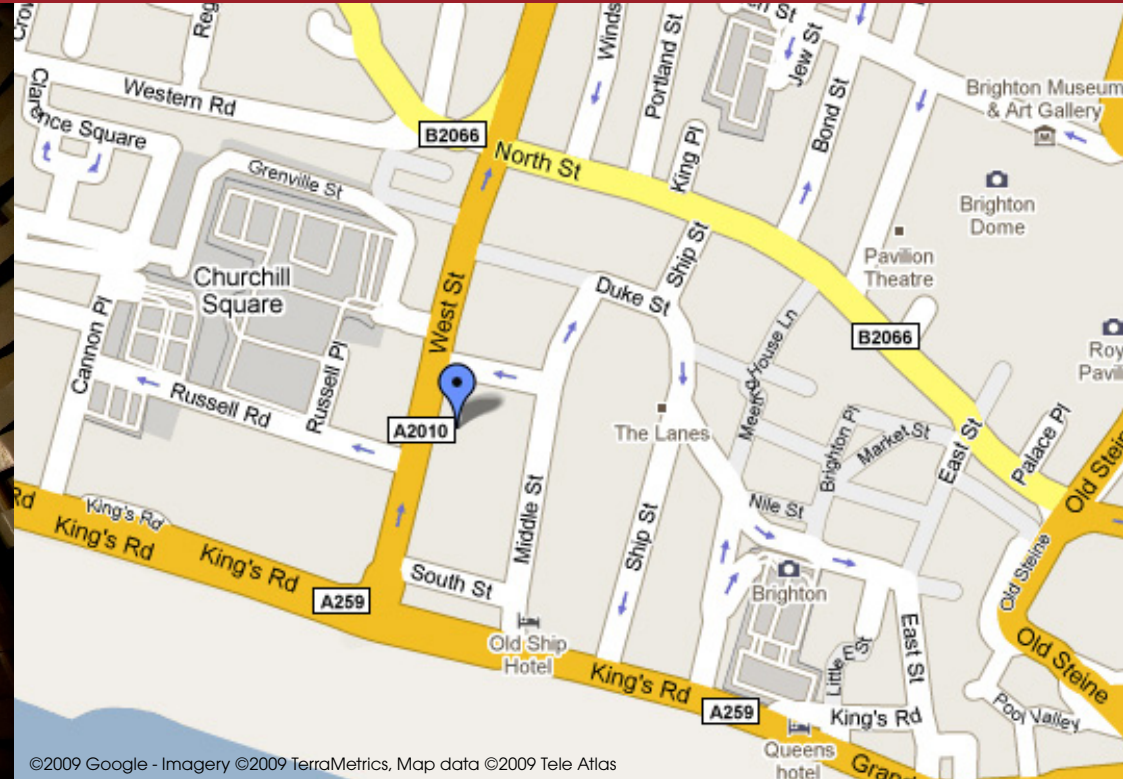 Western Rd
Clarence Square
B2066
North St
Grenville St
Portland St
King Pl
Jew St
Bond St
Brighton Museum
& Art Gallery
Brighton
Dome
Pavilion
Theatre
Churchill
Square
West St
Ship St
Duke St
B2066
Cannon Pl
Russell Rd
Russell Pl
A2010
The Lanes
Brighton Pl
Market St
East St
Palace Pl
Old Steine
King's Rd
King's Rd
King's Rd
A259
South St
Middle St
Ship St
Nile St
Brighton
Old Steine
Old Steine
Old Ship
Hotel
King's Rd
A259
Little E St
East St
King's Rd
Pool Valley
Queens
hotel
©2009 Google - Imagery ©2009 TerraMetrics, Map data ©2009 Tele Atlas